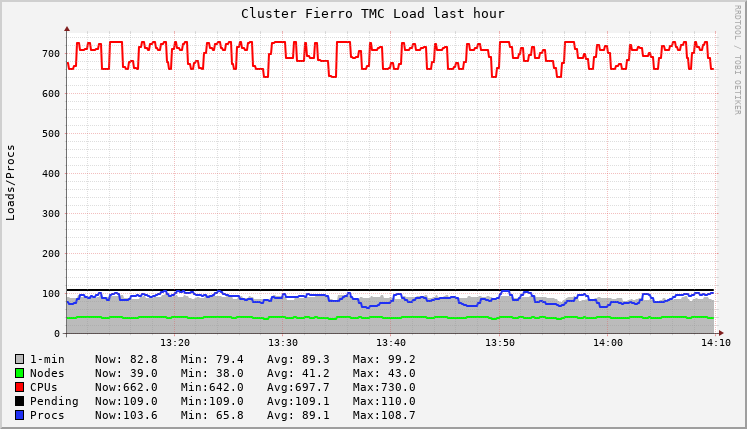 Cluster Fierro TMC Load last hour
RRDTOOL / TOBI OETIKER
Loads/Procs
700
600
500
400
300
200
100
0
13:20 13:30 13:40 13:50 14:00 14:10
1-min Now: 82.8 Min: 79.4 Avg: 89.3 Max: 99.2
Nodes Now: 39.0 Min: 38.0 Avg: 41.2 Max: 43.0
CPUs Now:662.0 Min:642.0 Avg:697.7 Max:730.0
Pending Now:109.0 Min:109.0 Avg:109.1 Max:110.0
Procs Now:103.6 Min: 65.8 Avg: 89.1 Max:108.7